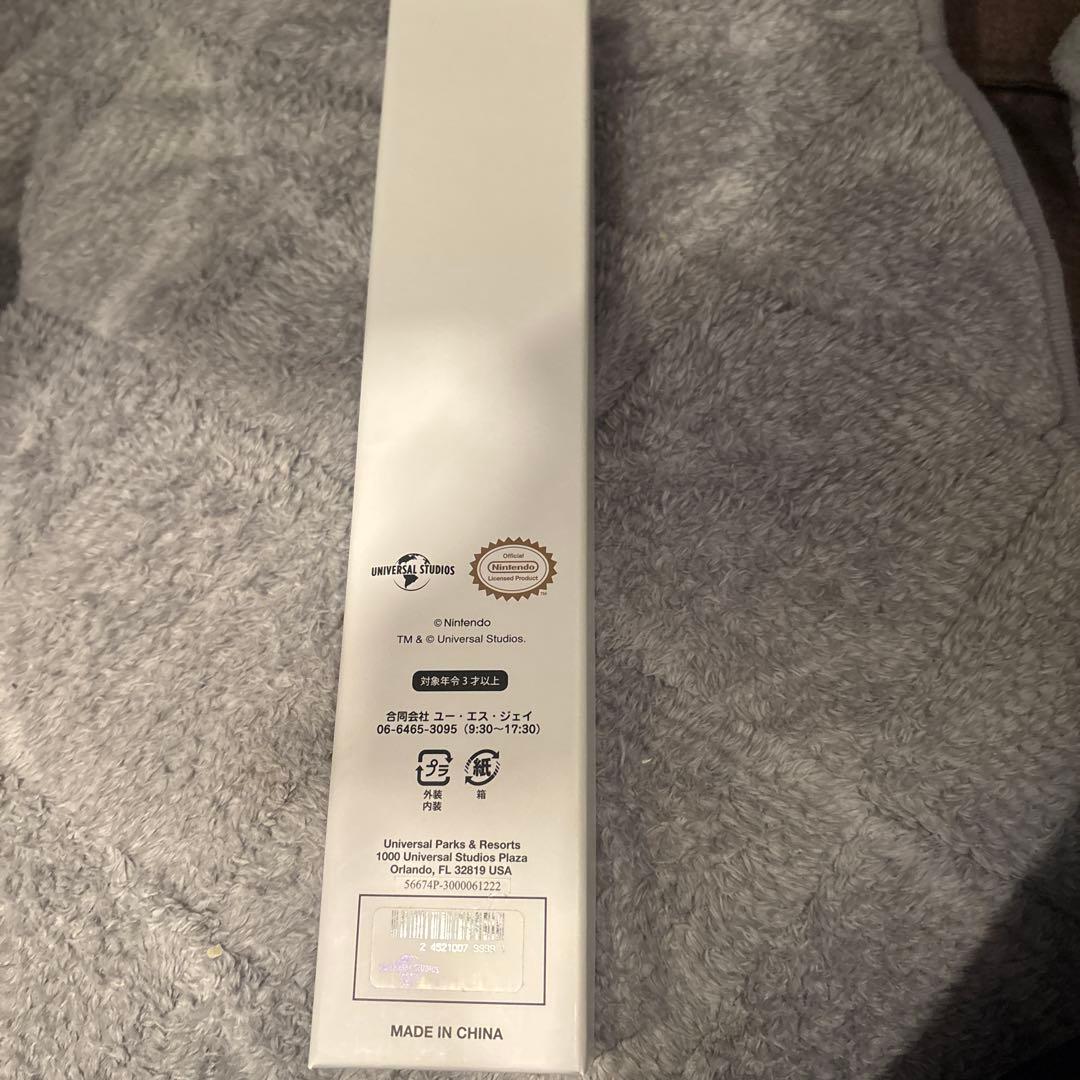 UNIVERSAL STUDIOS
Official
Nintendo
Licensed Product
TM
© Nintendo
TM & © Universal Studios.
対象年令3才以上
合同会社 ユー・エス・ジェイ
06-6465-3095（9:30〜17:30）
プラ
紙
外装
箱
内装
Universal Parks & Resorts
1000 Universal Studios Plaza
Orlando, FL 32819 USA
56674P-3000061222
2 4521007 9999
MADE IN CHINA